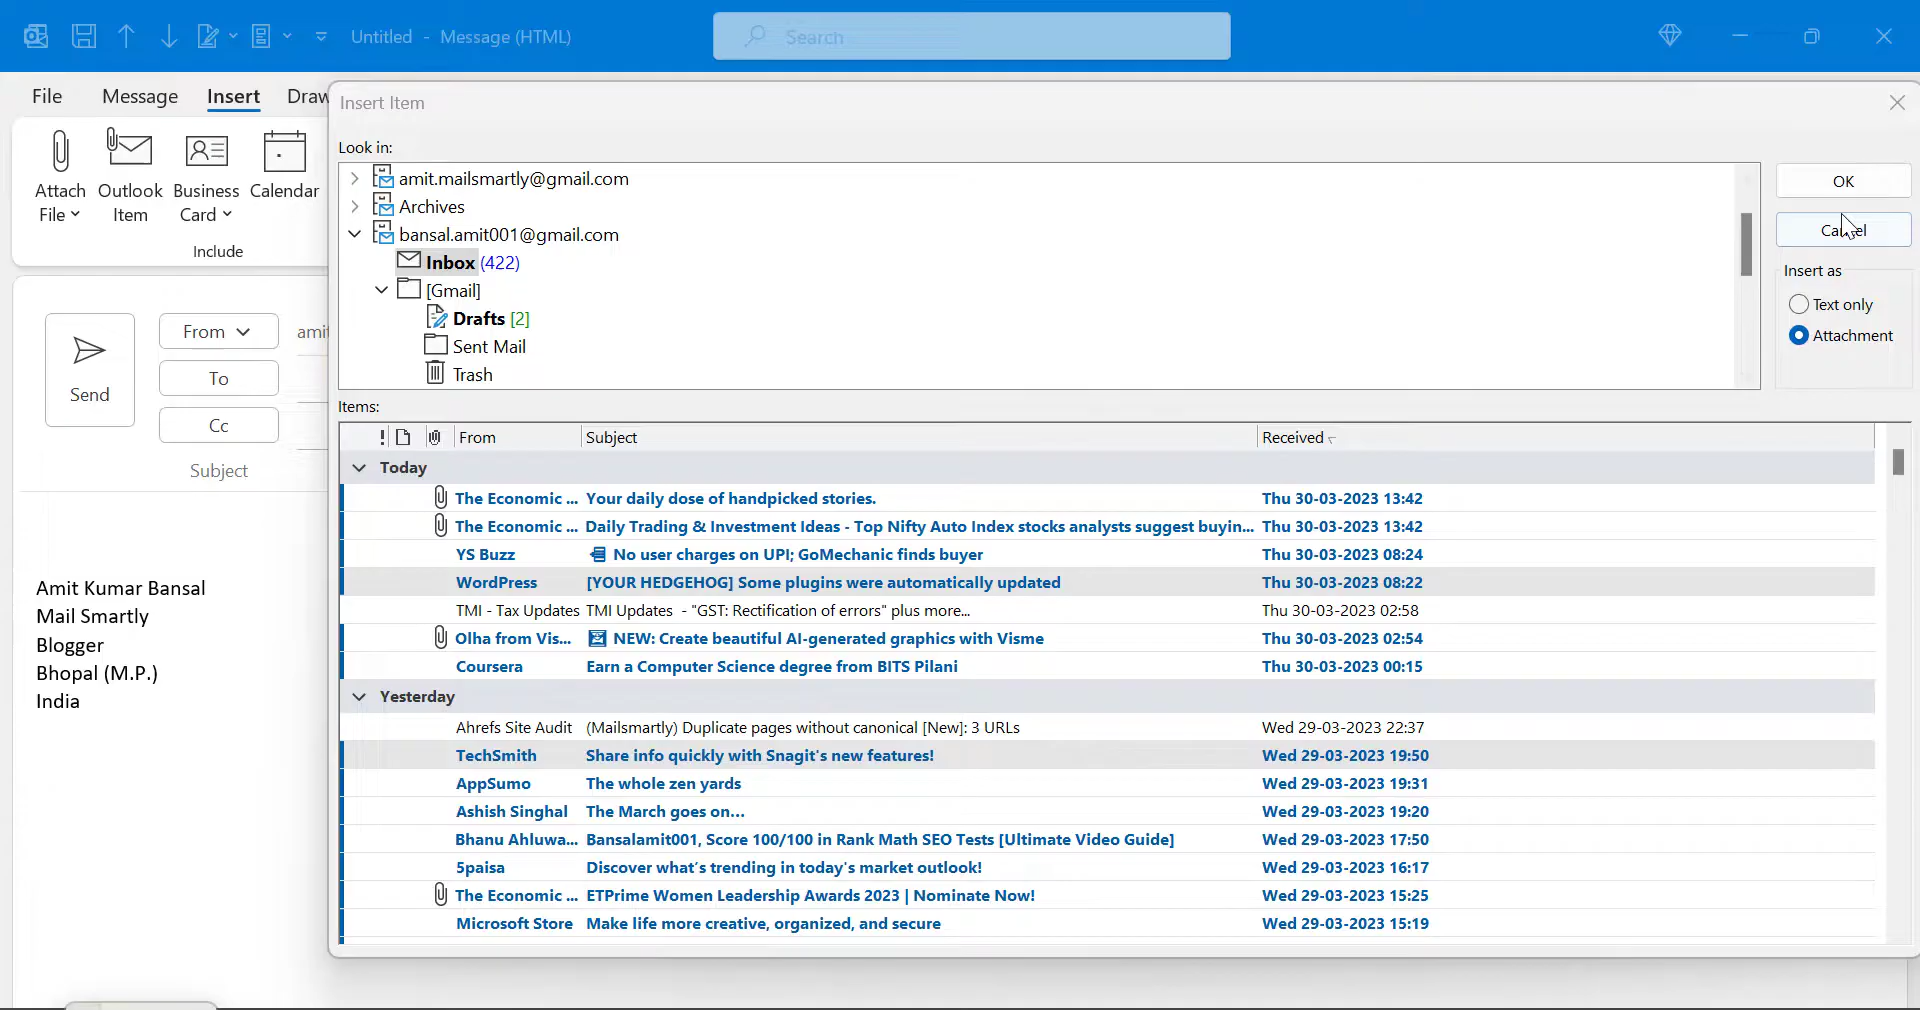 Untitled - Message (HTML)
Search
File Message Insert
Attach File
Outlook Item
Business Card
Calendar
Include
Send
From
To
Cc
Subject
Amit Kumar Bansal
Mail Smartly
Blogger
Bhopal (M.P.)
India
Insert Item
Look in:
amit.mailsmartly@gmail.com
Archives
bansal.amit001@gmail.com
Inbox (422)
[Gmail]
Drafts [2]
Sent Mail
Trash
OK
Insert as
Text only
Attachment
Items:
! From Subject Received
Today
The Economic ... Your daily dose of handpicked stories. Thu 30-03-2023 13:42
The Economic ... Daily Trading & Investment Ideas - Top Nifty Auto Index stocks analysts suggest buyin... Thu 30-03-2023 13:42
YS Buzz No user charges on UPI; GoMechanic finds buyer Thu 30-03-2023 08:24
WordPress [YOUR HEDGEHOG] Some plugins were automatically updated Thu 30-03-2023 08:22
TMI - Tax Updates TMI Updates - "GST: Rectification of errors" plus more... Thu 30-03-2023 02:58
Olha from Vis... NEW: Create beautiful AI-generated graphics with Visme Thu 30-03-2023 02:54
Coursera Earn a Computer Science degree from BITS Pilani Thu 30-03-2023 00:15
Yesterday
Ahrefs Site Audit (Mailsmartly) Duplicate pages without canonical [New]: 3 URLs Wed 29-03-2023 22:37
TechSmith Share info quickly with Snagit's new features! Wed 29-03-2023 19:50
AppSumo The whole zen yards Wed 29-03-2023 19:31
Ashish Singhal The March goes on... Wed 29-03-2023 19:20
Bhanu Ahluwa... Bansalamit001, Score 100/100 in Rank Math SEO Tests [Ultimate Video Guide] Wed 29-03-2023 17:50
5paisa Discover what's trending in today's market outlook! Wed 29-03-2023 16:17
The Economic ... ETPrime Women Leadership Awards 2023 | Nominate Now! Wed 29-03-2023 15:25
Microsoft Store Make life more creative, organized, and secure Wed 29-03-2023 15:19